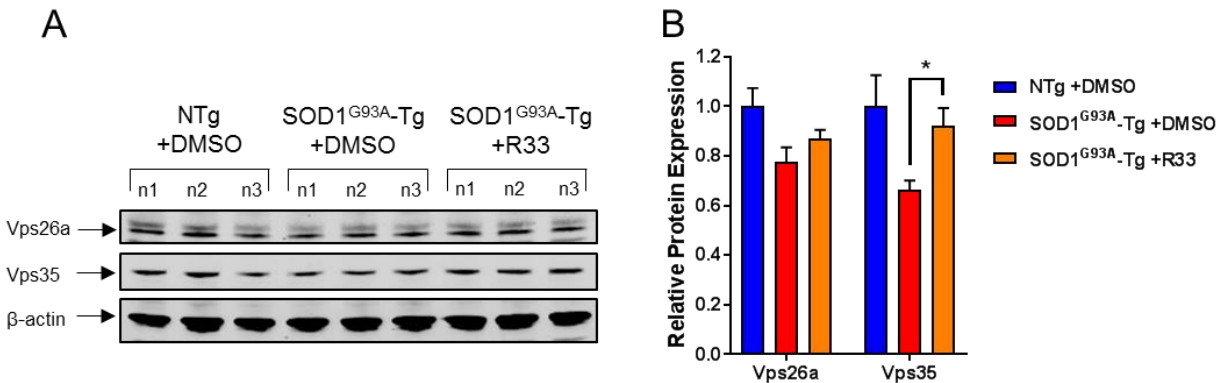 A
NTg
+DMSO
SOD1G93A-Tg
+DMSO
SOD1G93A-Tg
+R33
n1 n2 n3 n1 n2 n3 n1 n2 n3
Vps26a
Vps35
β-actin
B
Relative Protein Expression
1.2
1.0
0.8
0.6
0.4
0.2
0.0
*
Vps26a Vps35
NTg +DMSO
SOD1G93A-Tg +DMSO
SOD1G93A-Tg +R33